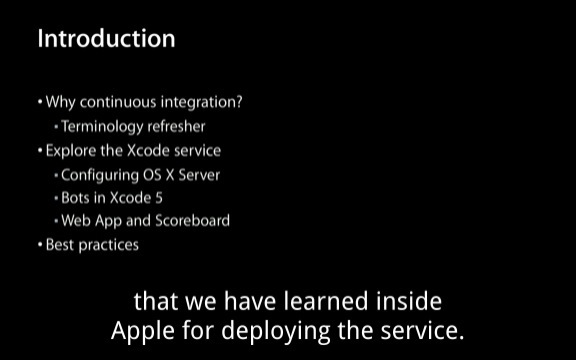 Introduction
• Why continuous integration?
• Terminology refresher
• Explore the Xcode service
• Configuring OS X Server
• Bots in Xcode 5
• Web App and Scoreboard
• Best practices
that we have learned inside
Apple for deploying the service.